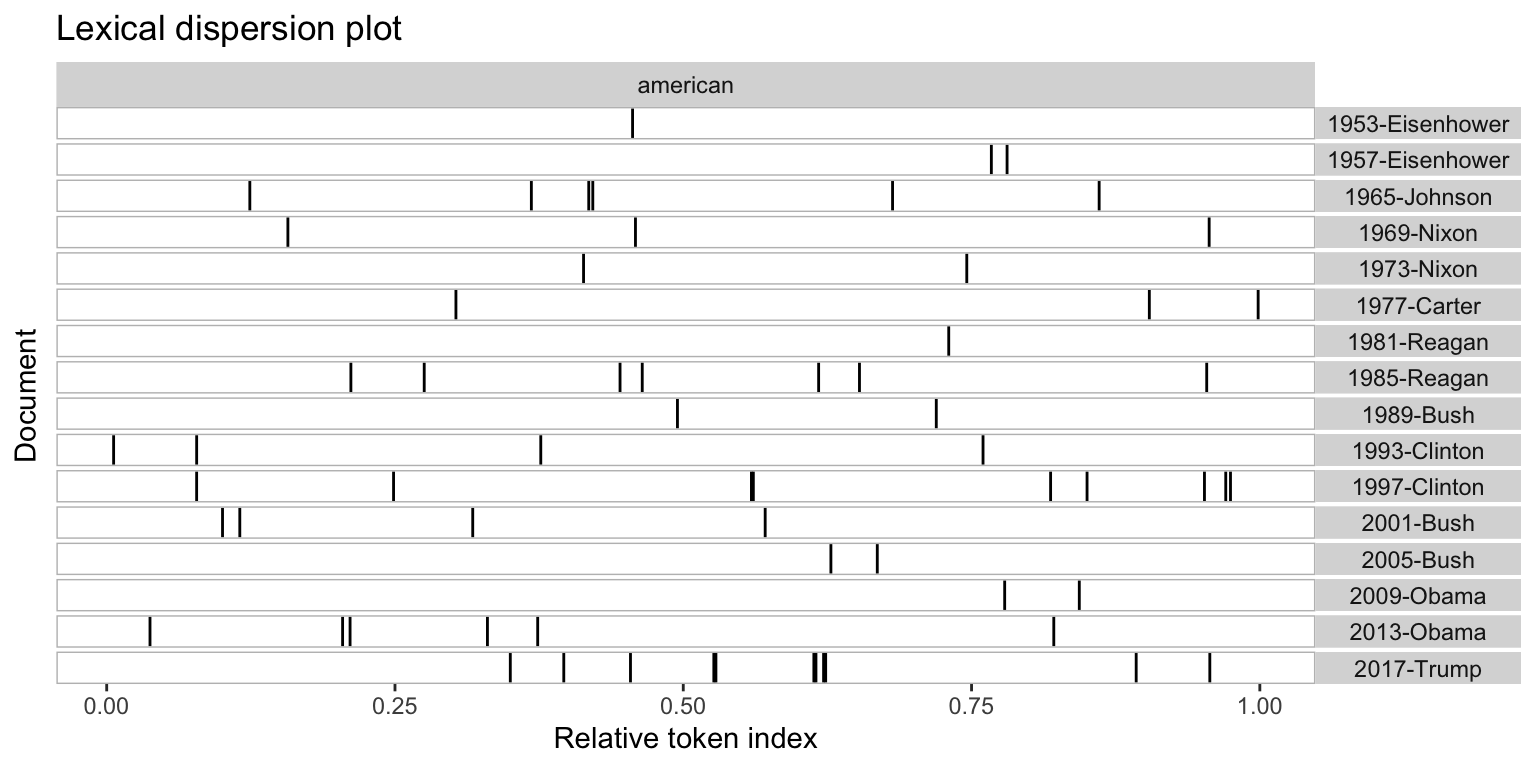 Lexical dispersion plot
american
1953-Eisenhower
1957-Eisenhower
1965-Johnson
1969-Nixon
1973-Nixon
1977-Carter
1981-Reagan
1985-Reagan
1989-Bush
1993-Clinton
1997-Clinton
2001-Bush
2005-Bush
2009-Obama
2013-Obama
2017-Trump
Document
0.00 0.25 0.50 0.75 1.00
Relative token index